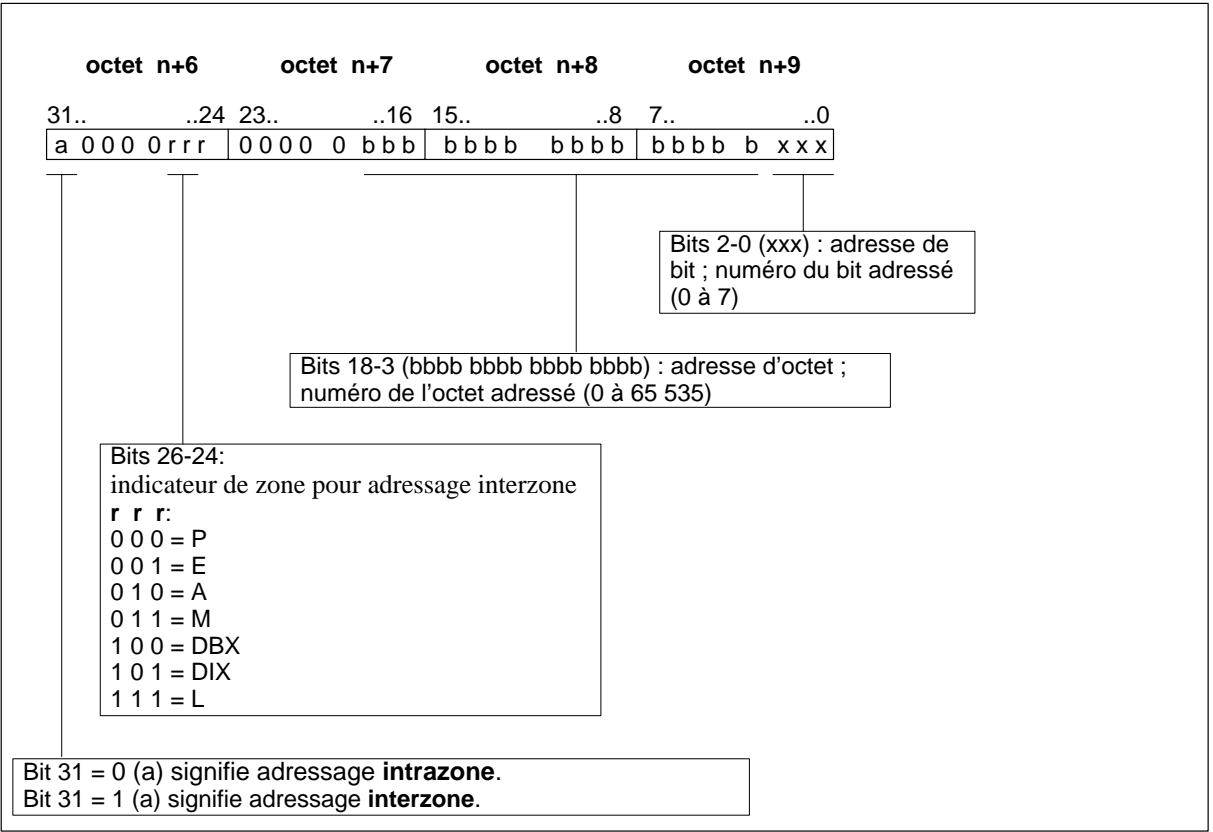 octet n+6 octet n+7 octet n+8 octet n+9
31.. ..24 23.. ..16 15.. ..8 7.. ..0
a 0 0 0 0 r r r 0 0 0 0 0 b b b b b b b b b b b b b b b b x x x
Bits 2-0 (xxx) : adresse de
bit ; numéro du bit adressé
(0 à 7)
Bits 18-3 (bbbb bbbb bbbb bbbb) : adresse d'octet ;
numéro de l'octet adressé (0 à 65 535)
Bits 26-24:
indicateur de zone pour adressage interzone
r r r:
0 0 0 = P
0 0 1 = E
0 1 0 = A
0 1 1 = M
1 0 0 = DBX
1 0 1 = DIX
1 1 1 = L
Bit 31 = 0 (a) signifie adressage intrazone.
Bit 31 = 1 (a) signifie adressage interzone.